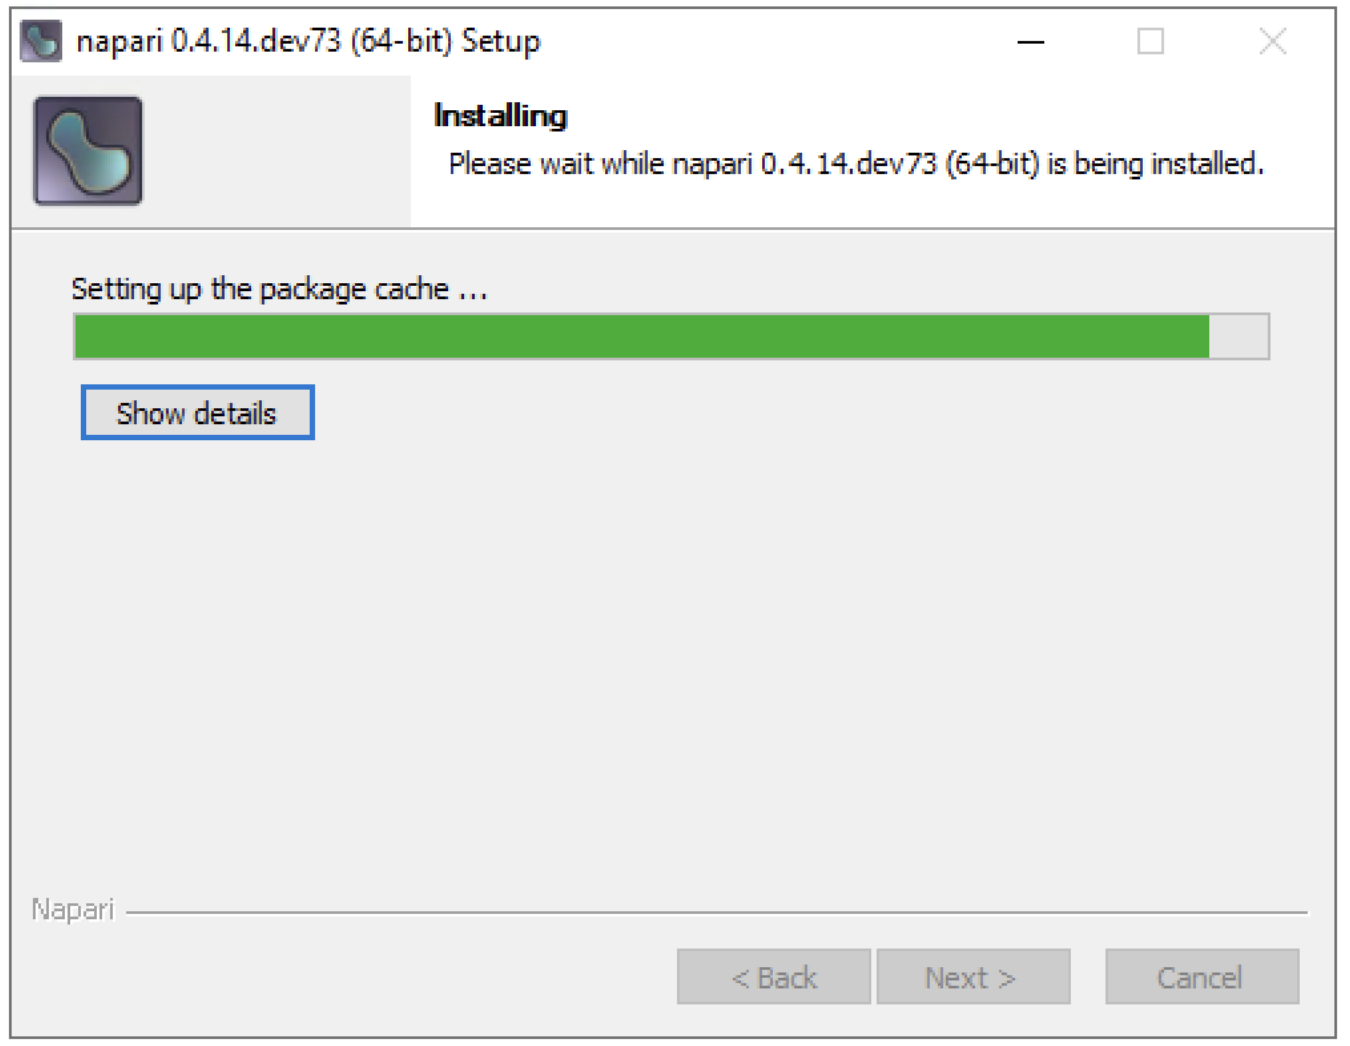 napari 0.4.14.dev73 (64-bit) Setup
Installing
Please wait while napari 0.4.14.dev73 (64-bit) is being installed.
Setting up the package cache ...
Show details
Napari
< Back
Next >
Cancel